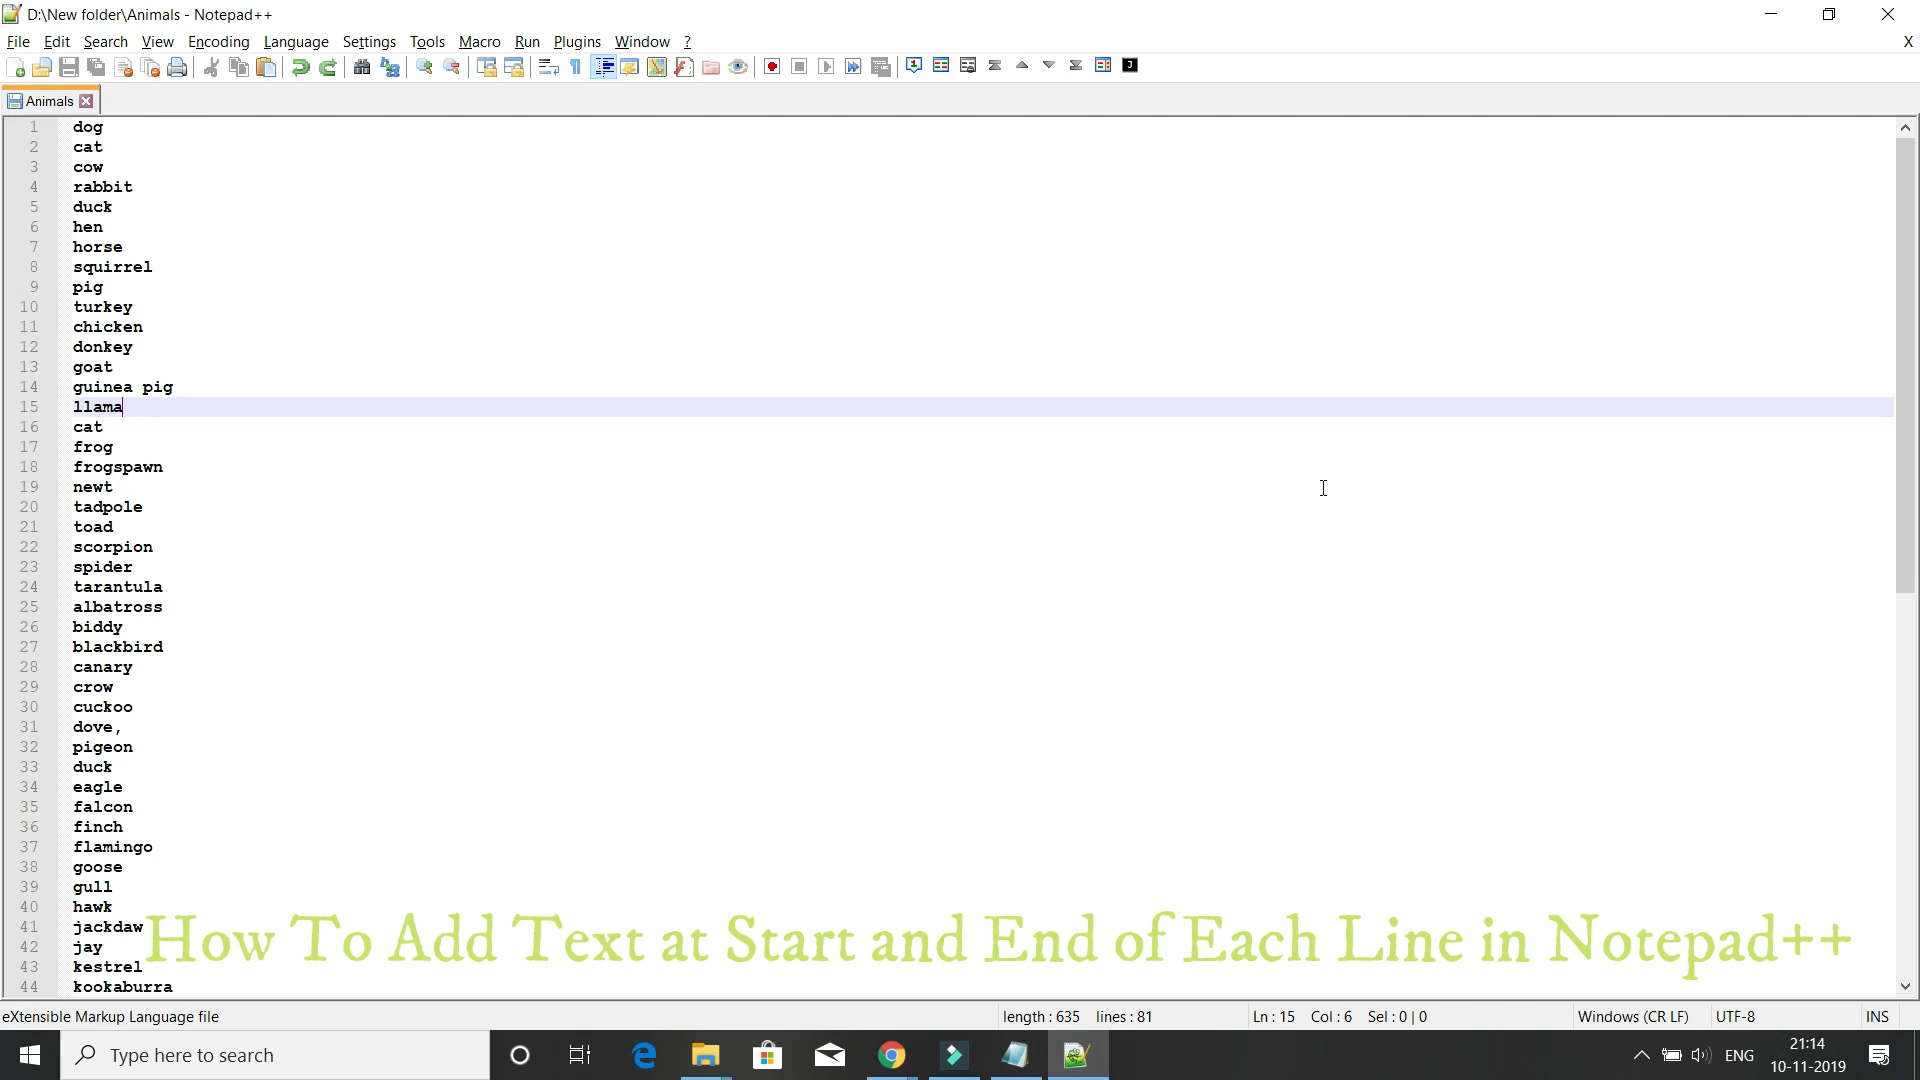 D:\New folder\Animals - Notepad++
File Edit Search View Encoding Language Settings Tools Macro Run Plugins Window ? X
Animals
1 dog
2 cat
3 cow
4 rabbit
5 duck
6 hen
7 horse
8 squirrel
9 pig
10 turkey
11 chicken
12 donkey
13 goat
14 guinea pig
15 llama
16 cat
17 frog
18 frogspawn
19 newt
20 tadpole
21 toad
22 scorpion
23 spider
24 tarantula
25 albatross
26 biddy
27 blackbird
28 canary
29 crow
30 cuckoo
31 dove,
32 pigeon
33 duck
34 eagle
35 falcon
36 finch
37 flamingo
38 goose
39 gull
40 hawk
41 jackdaw
42 jay
43 kestrel
44 kookaburra
How To Add Text at Start and End of Each Line in Notepad++
eXtensible Markup Language file length : 635 lines : 81 Ln : 15 Col : 6 Sel : 0 | 0 Windows (CR LF) UTF-8 INS
Type here to search ENG 21:14
10-11-2019